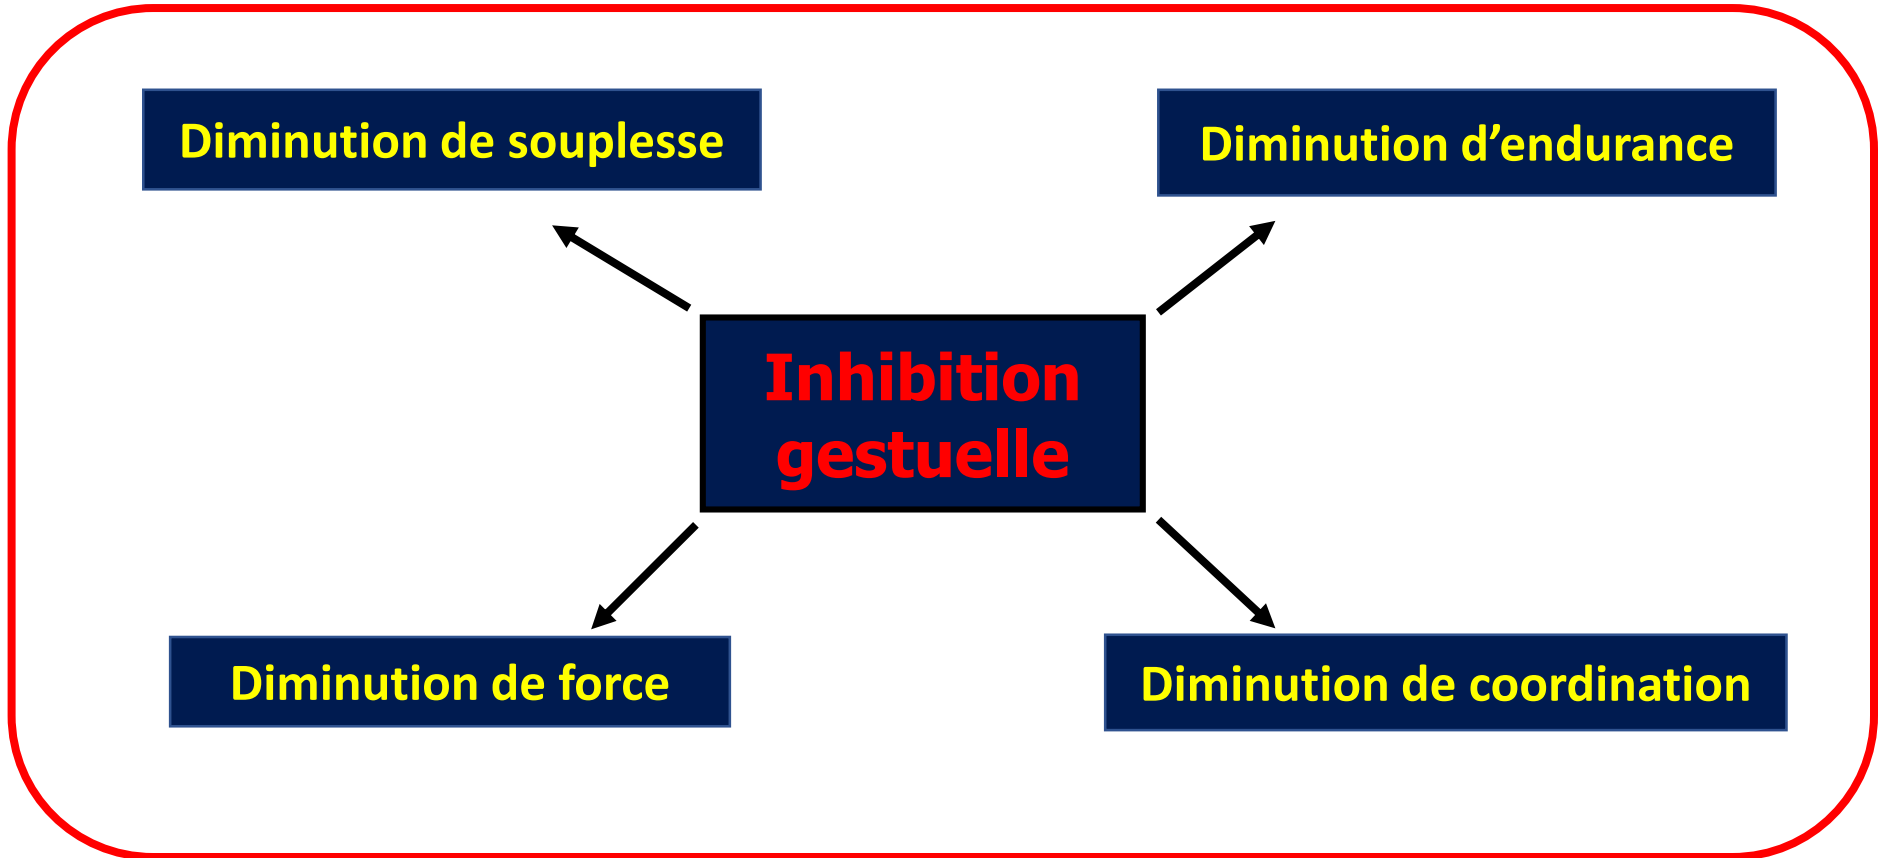 Diminution de souplesse
Diminution d’endurance
Inhibition
gestuelle
Diminution de force
Diminution de coordination